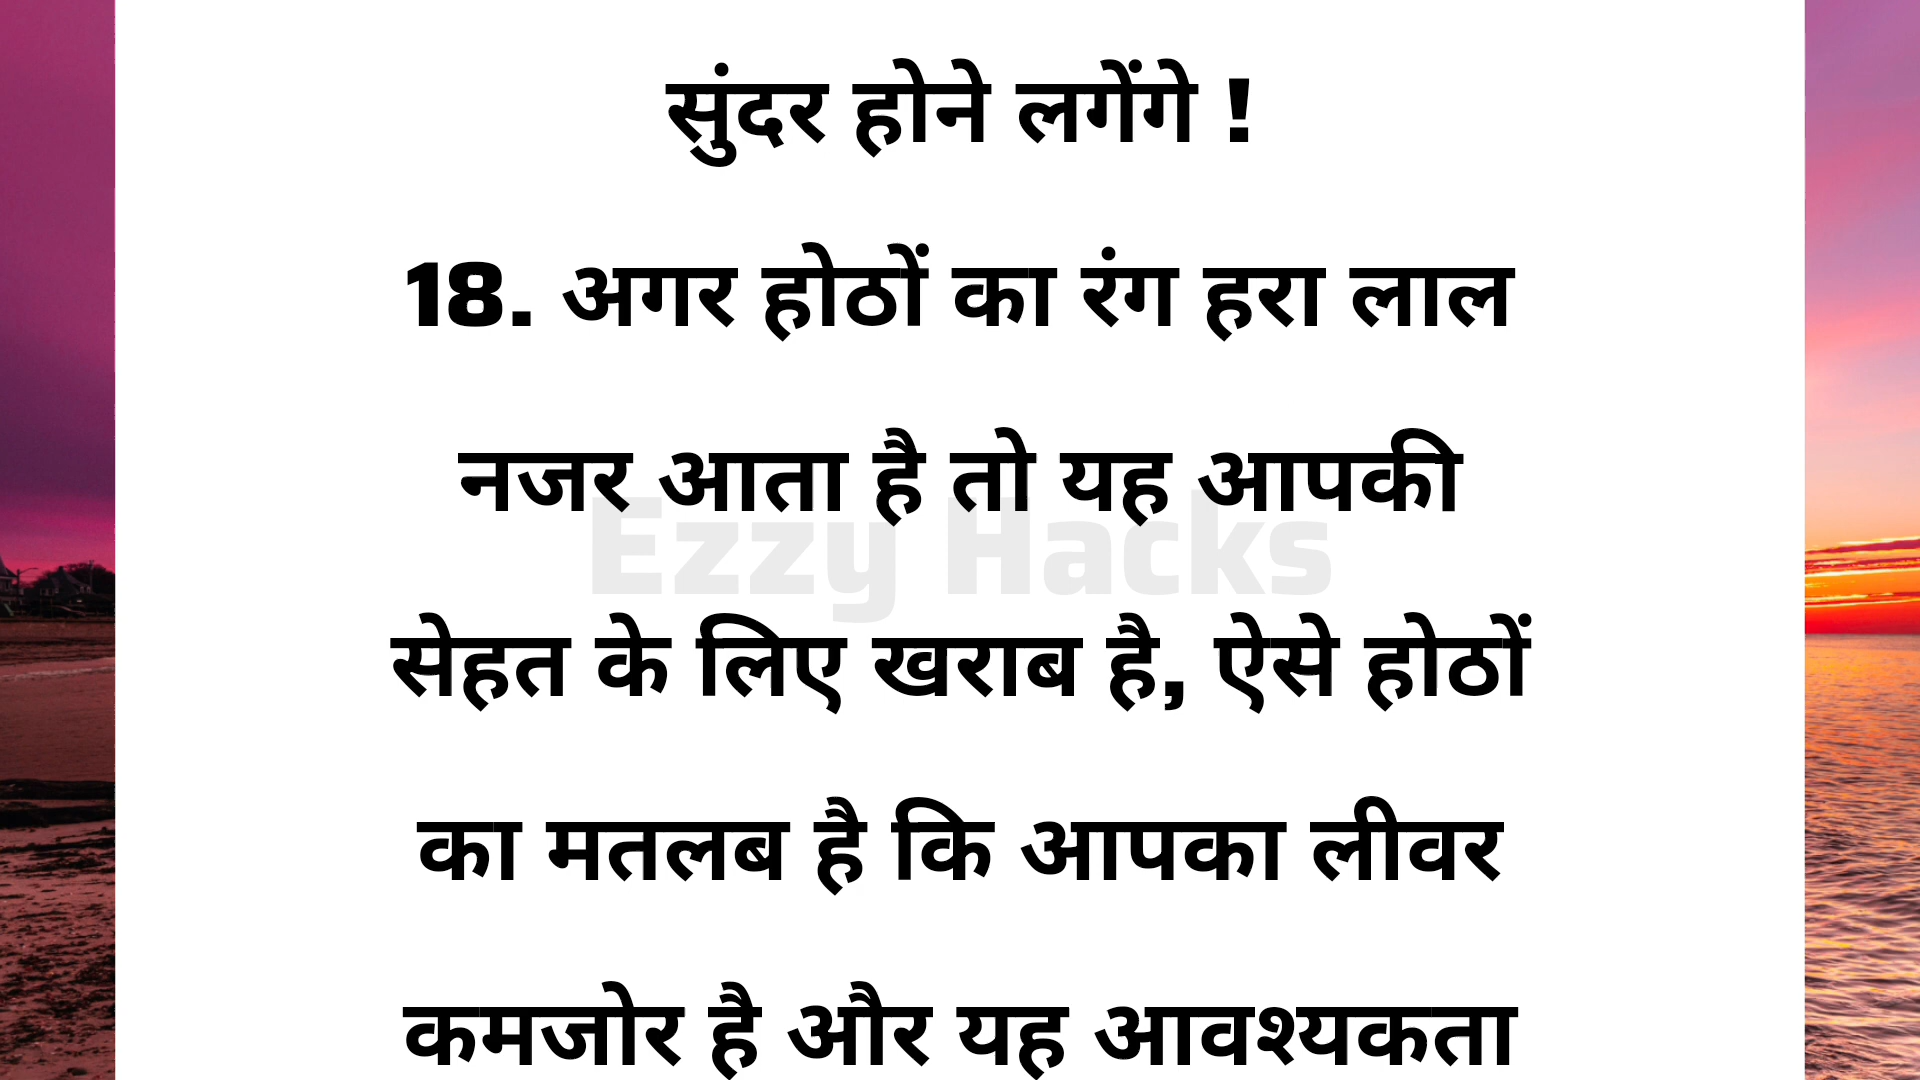 सुंदर होने लगेंगे !
18. अगर होठों का रंग हरा लाल
नजर आता है तो यह आपकी
Ezzy Hacks
सेहत के लिए खराब है, ऐसे होठों
का मतलब है कि आपका लीवर
कमजोर है और यह आवश्यकता